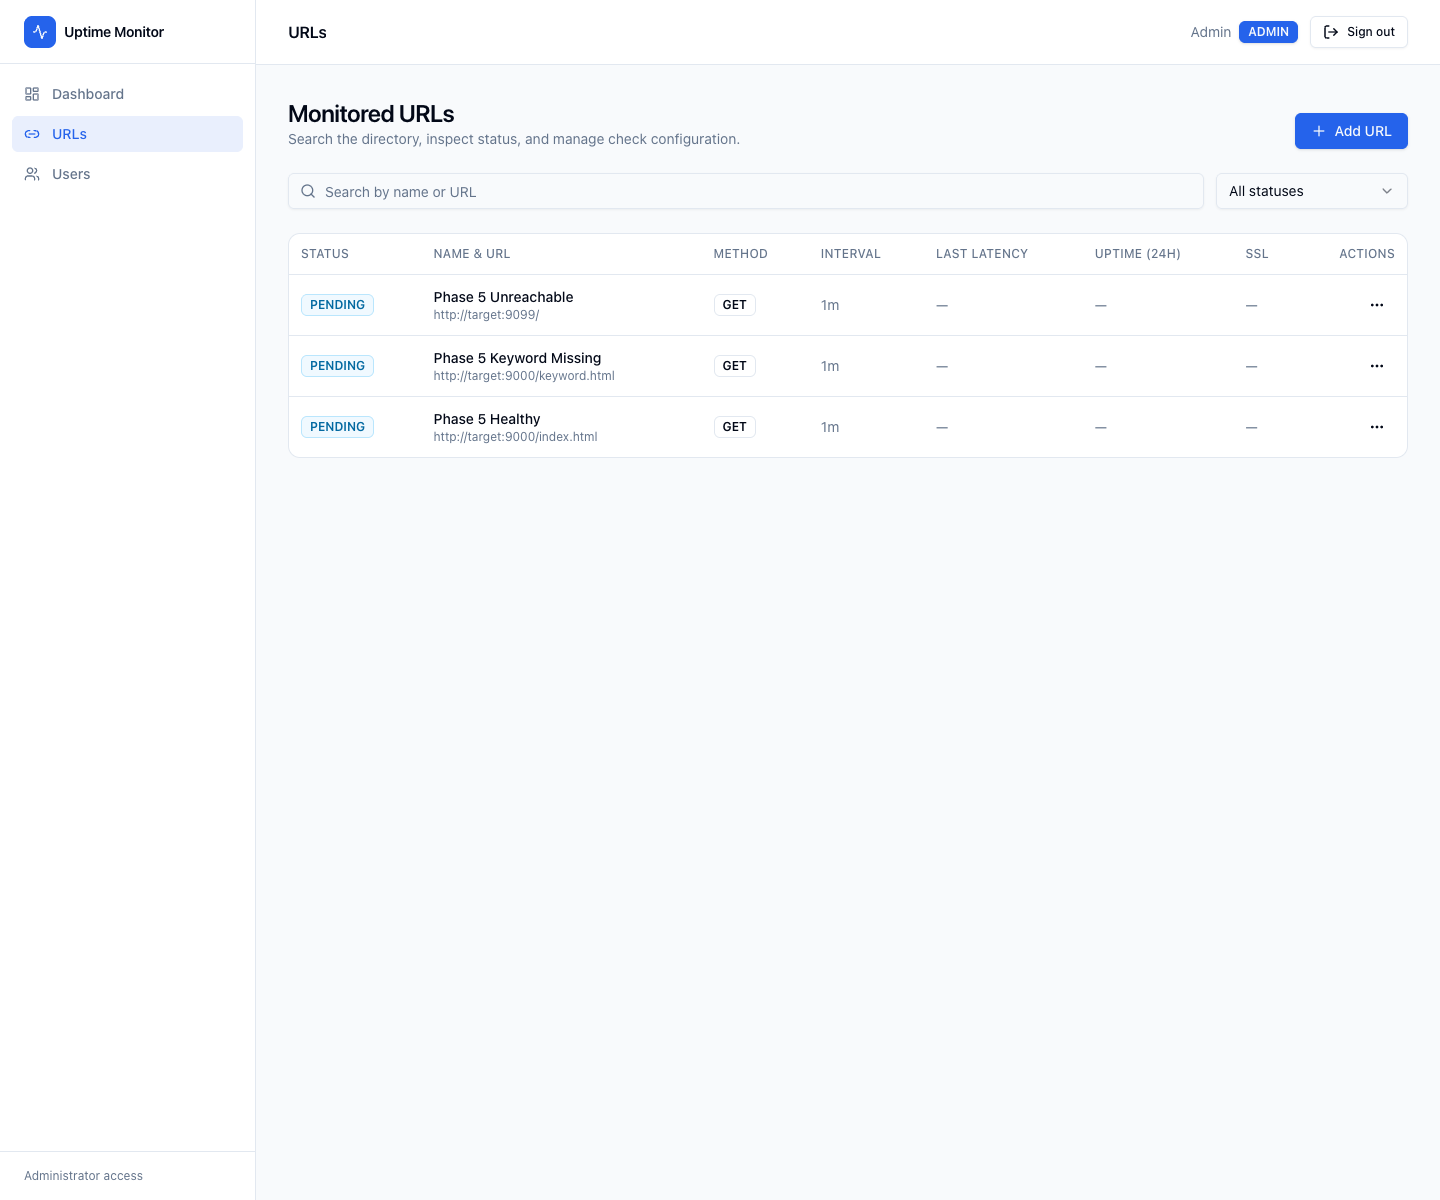 Uptime Monitor
URLs
Admin
ADMIN
Sign out
Dashboard
URLs
Users
Monitored URLs
Search the directory, inspect status, and manage check configuration.
Add URL
Search by name or URL
All statuses
STATUS NAME & URL METHOD INTERVAL LAST LATENCY UPTIME (24H) SSL ACTIONS
PENDING Phase 5 Unreachable GET 1m — — —
http://target:9099/
PENDING Phase 5 Keyword Missing GET 1m — — —
http://target:9000/keyword.html
PENDING Phase 5 Healthy GET 1m — — —
http://target:9000/index.html
Administrator access